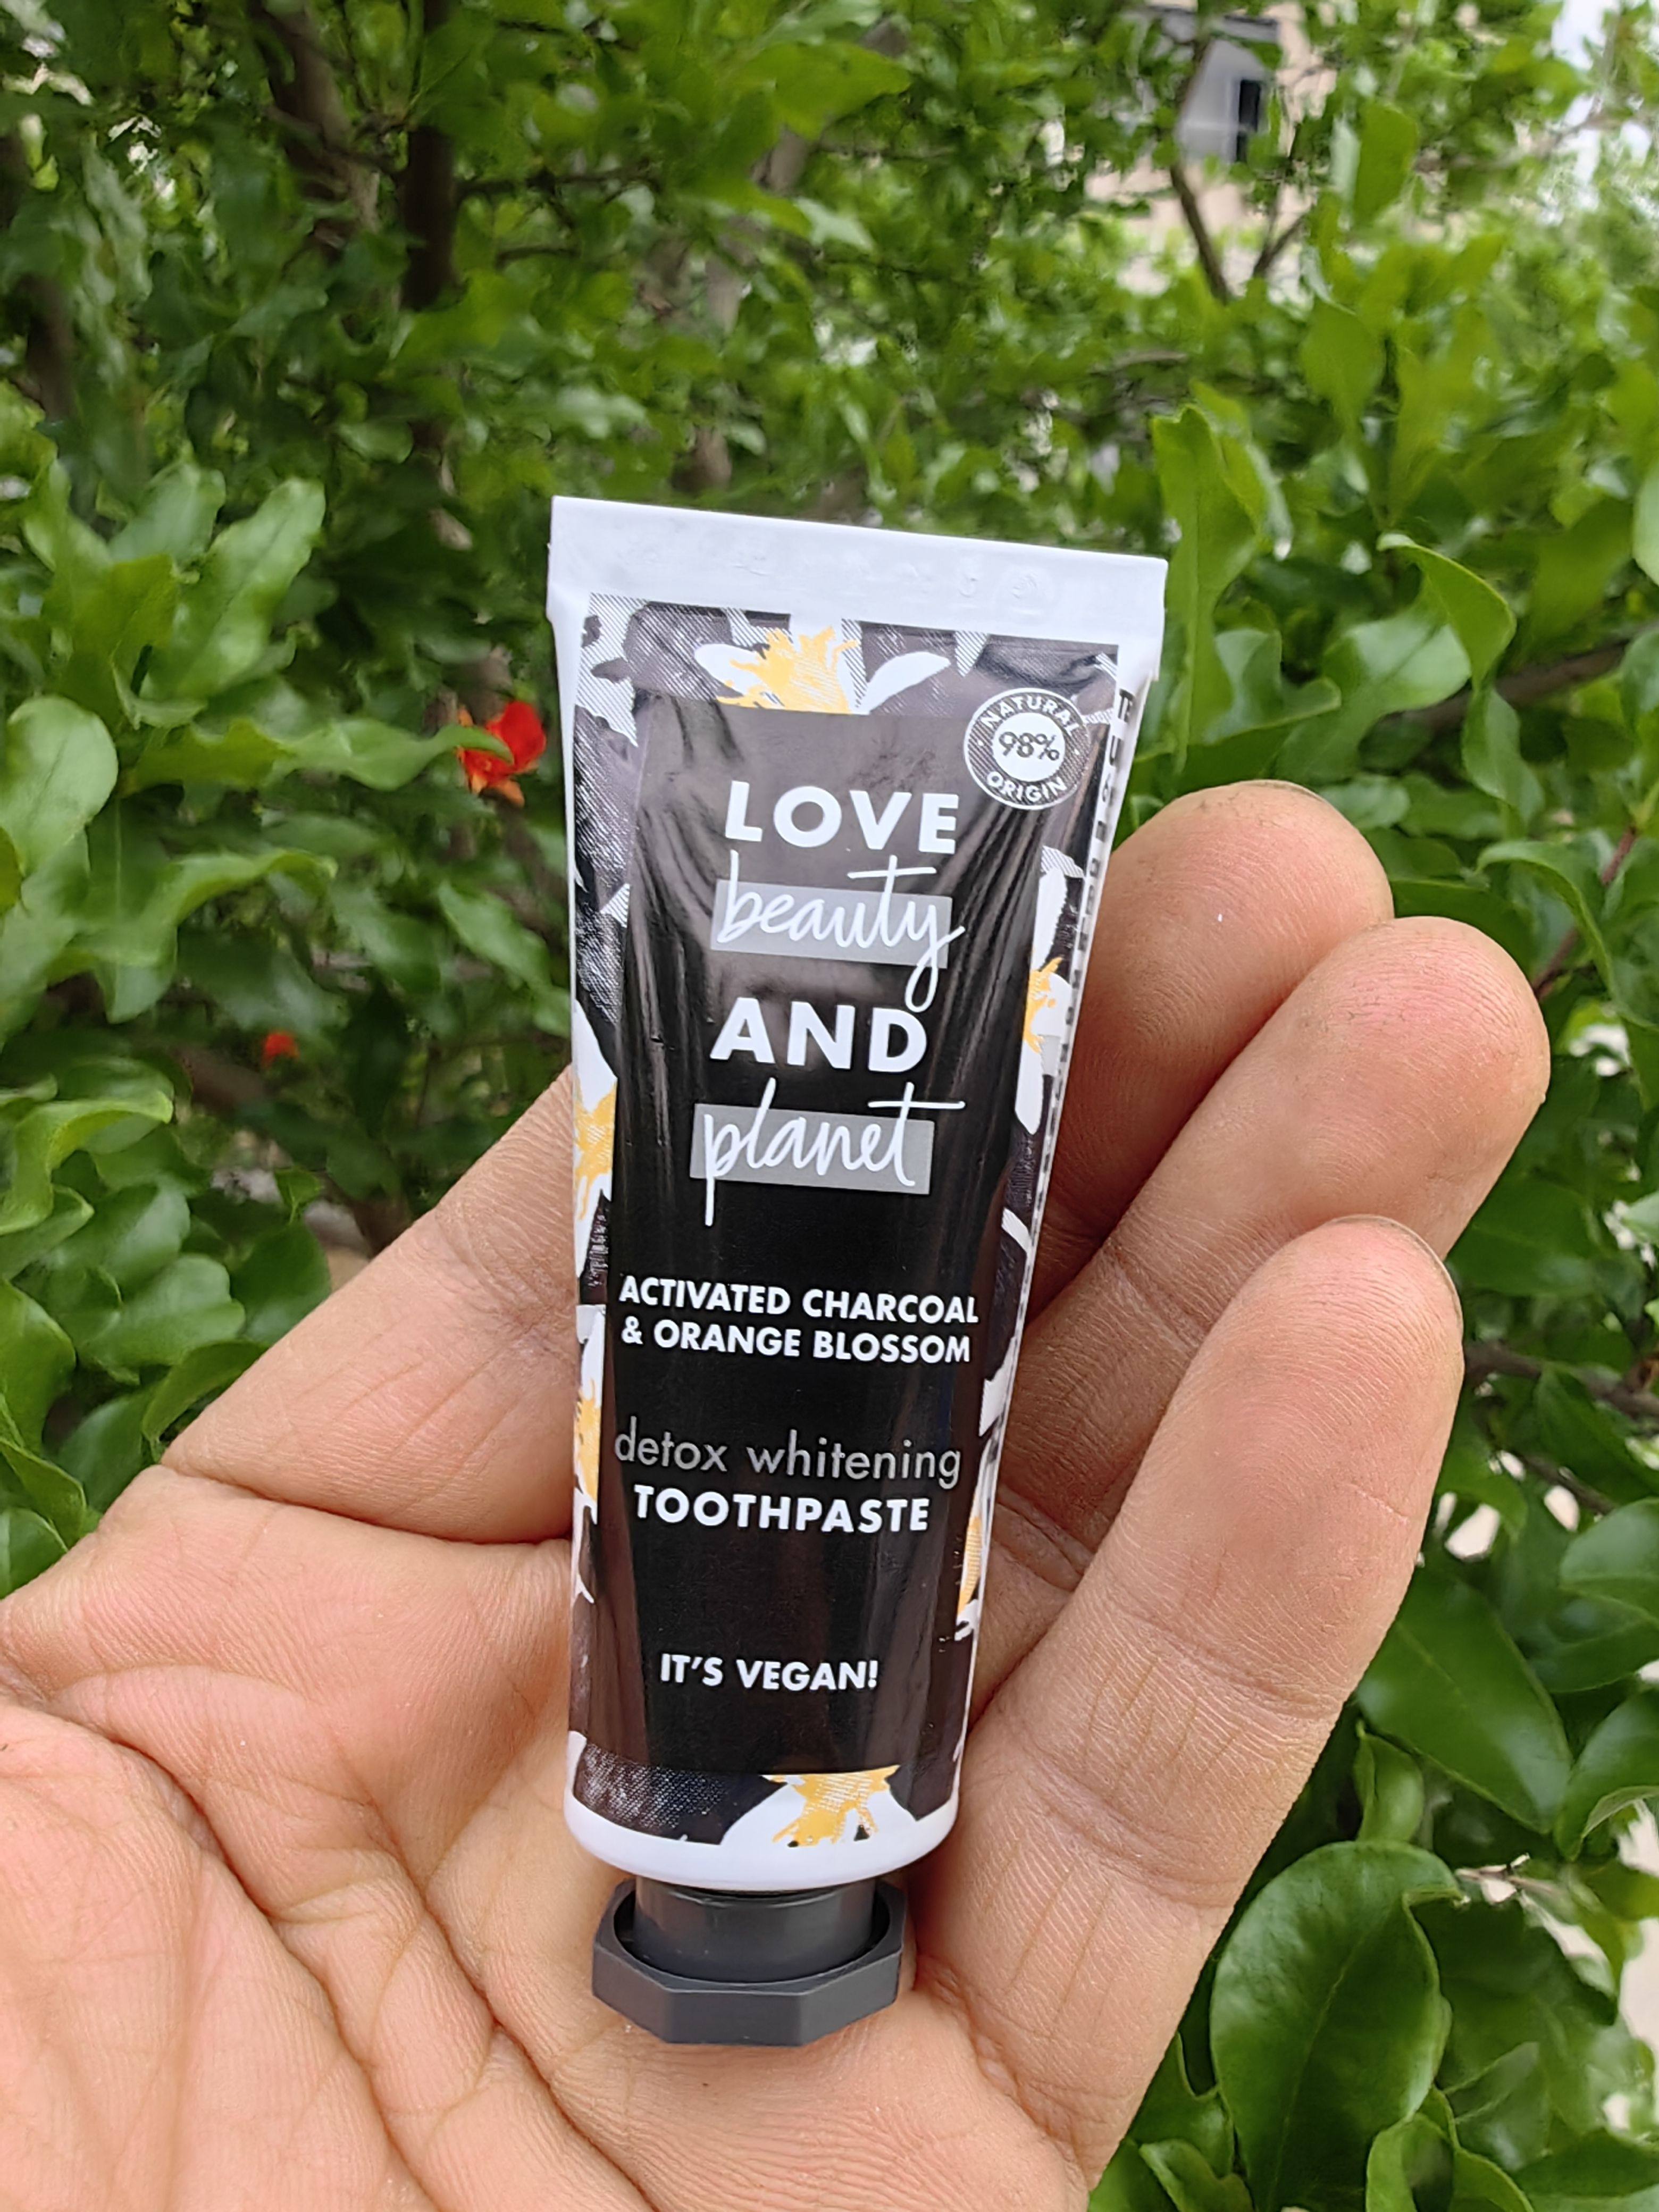 NATURAL
98%
ORIGIN
LOVE
beauty
AND
planet
ACTIVATED CHARCOAL
& ORANGE BLOSSOM
detox whitening
TOOTHPASTE
IT'S VEGAN!